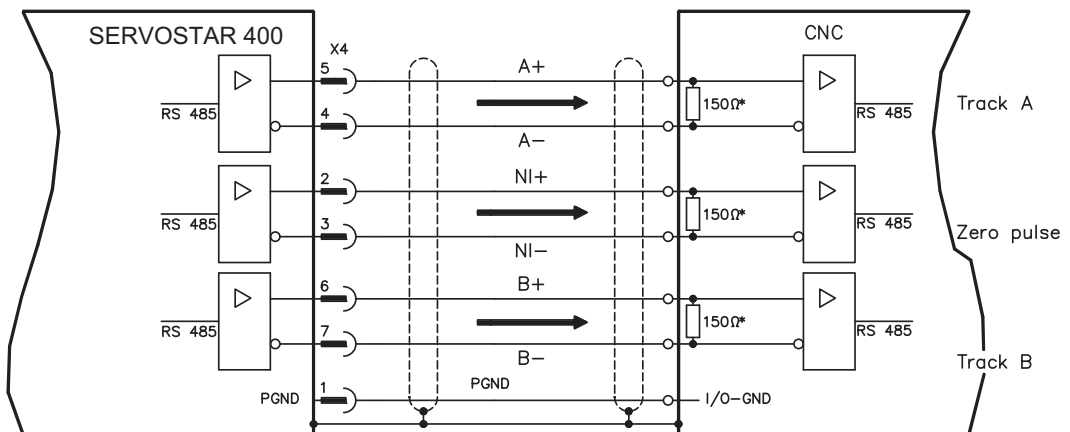 SERVOSTAR 400
CNC
X4
5
A+
RS 485
150Ω*
RS 485
Track A
4
A–
2
NI+
RS 485
150Ω*
RS 485
Zero pulse
3
NI–
6
B+
RS 485
150Ω*
RS 485
7
B–
Track B
PGND
1
PGND
I/O–GND